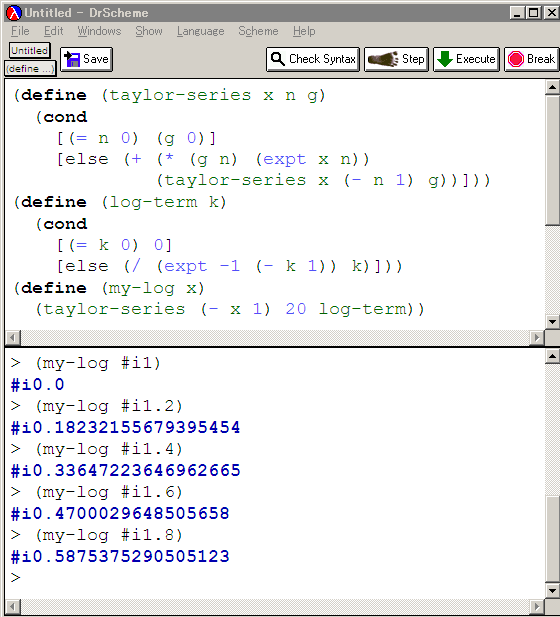 Untitled - DrScheme
File Edit Windows Show Language Scheme Help
Untitled
(define ...)
Save
Check Syntax
Step
Execute
Break
(define (taylor-series x n g)
(cond
[(= n 0) (g 0)]
[else (+ (* (g n) (expt x n))
(taylor-series x (- n 1) g))]))
(define (log-term k)
(cond
[(= k 0) 0]
[else (/ (expt -1 (- k 1)) k)]))
(define (my-log x)
(taylor-series (- x 1) 20 log-term))
> (my-log #i1)
#i0.0
> (my-log #i1.2)
#i0.18232155679395454
> (my-log #i1.4)
#i0.33647223646962665
> (my-log #i1.6)
#i0.4700029648505658
> (my-log #i1.8)
#i0.5875375290505123
>